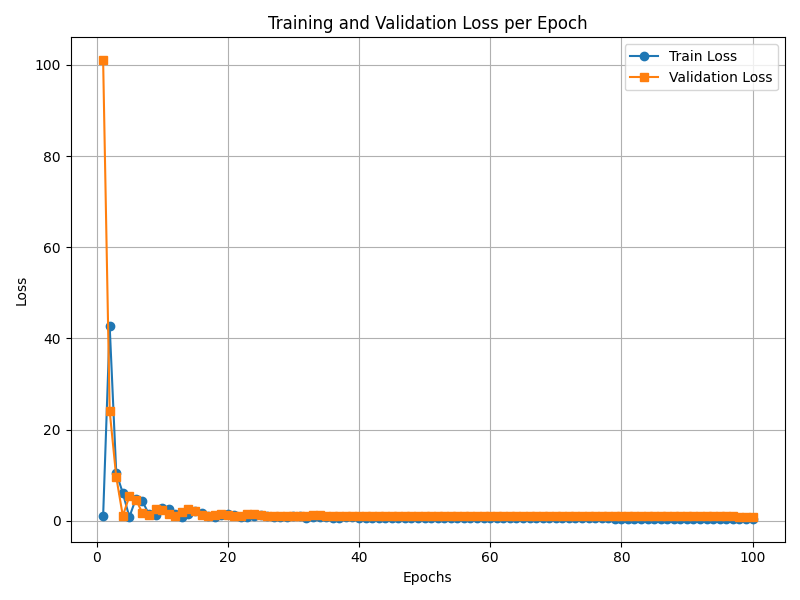 Training and Validation Loss per Epoch
Train Loss
Validation Loss
100
80
60
40
20
0
Loss
0 20 40 60 80 100
Epochs